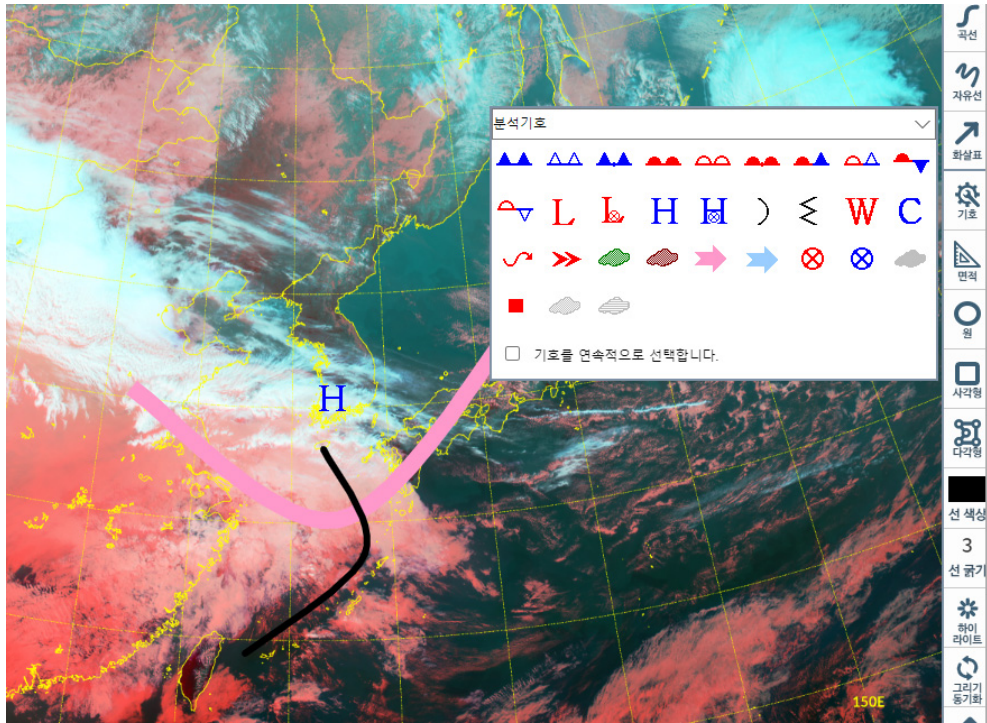 곡선
자유선
화살표
기호
면적
원
사각형
다각형
선 색상
3
선 굵기
하이
라이트
그리기
동기화
분석기호
L
H
H
W
C
기호를 연속적으로 선택합니다.
H
150E